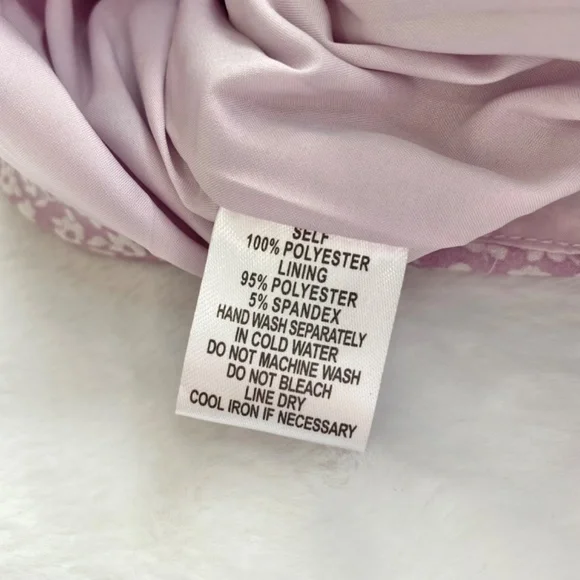 SELF
100% POLYESTER
LINING
95% POLYESTER
5% SPANDEX
HAND WASH SEPARATELY
IN COLD WATER
DO NOT MACHINE WASH
DO NOT BLEACH
LINE DRY
COOL IRON IF NECESSARY